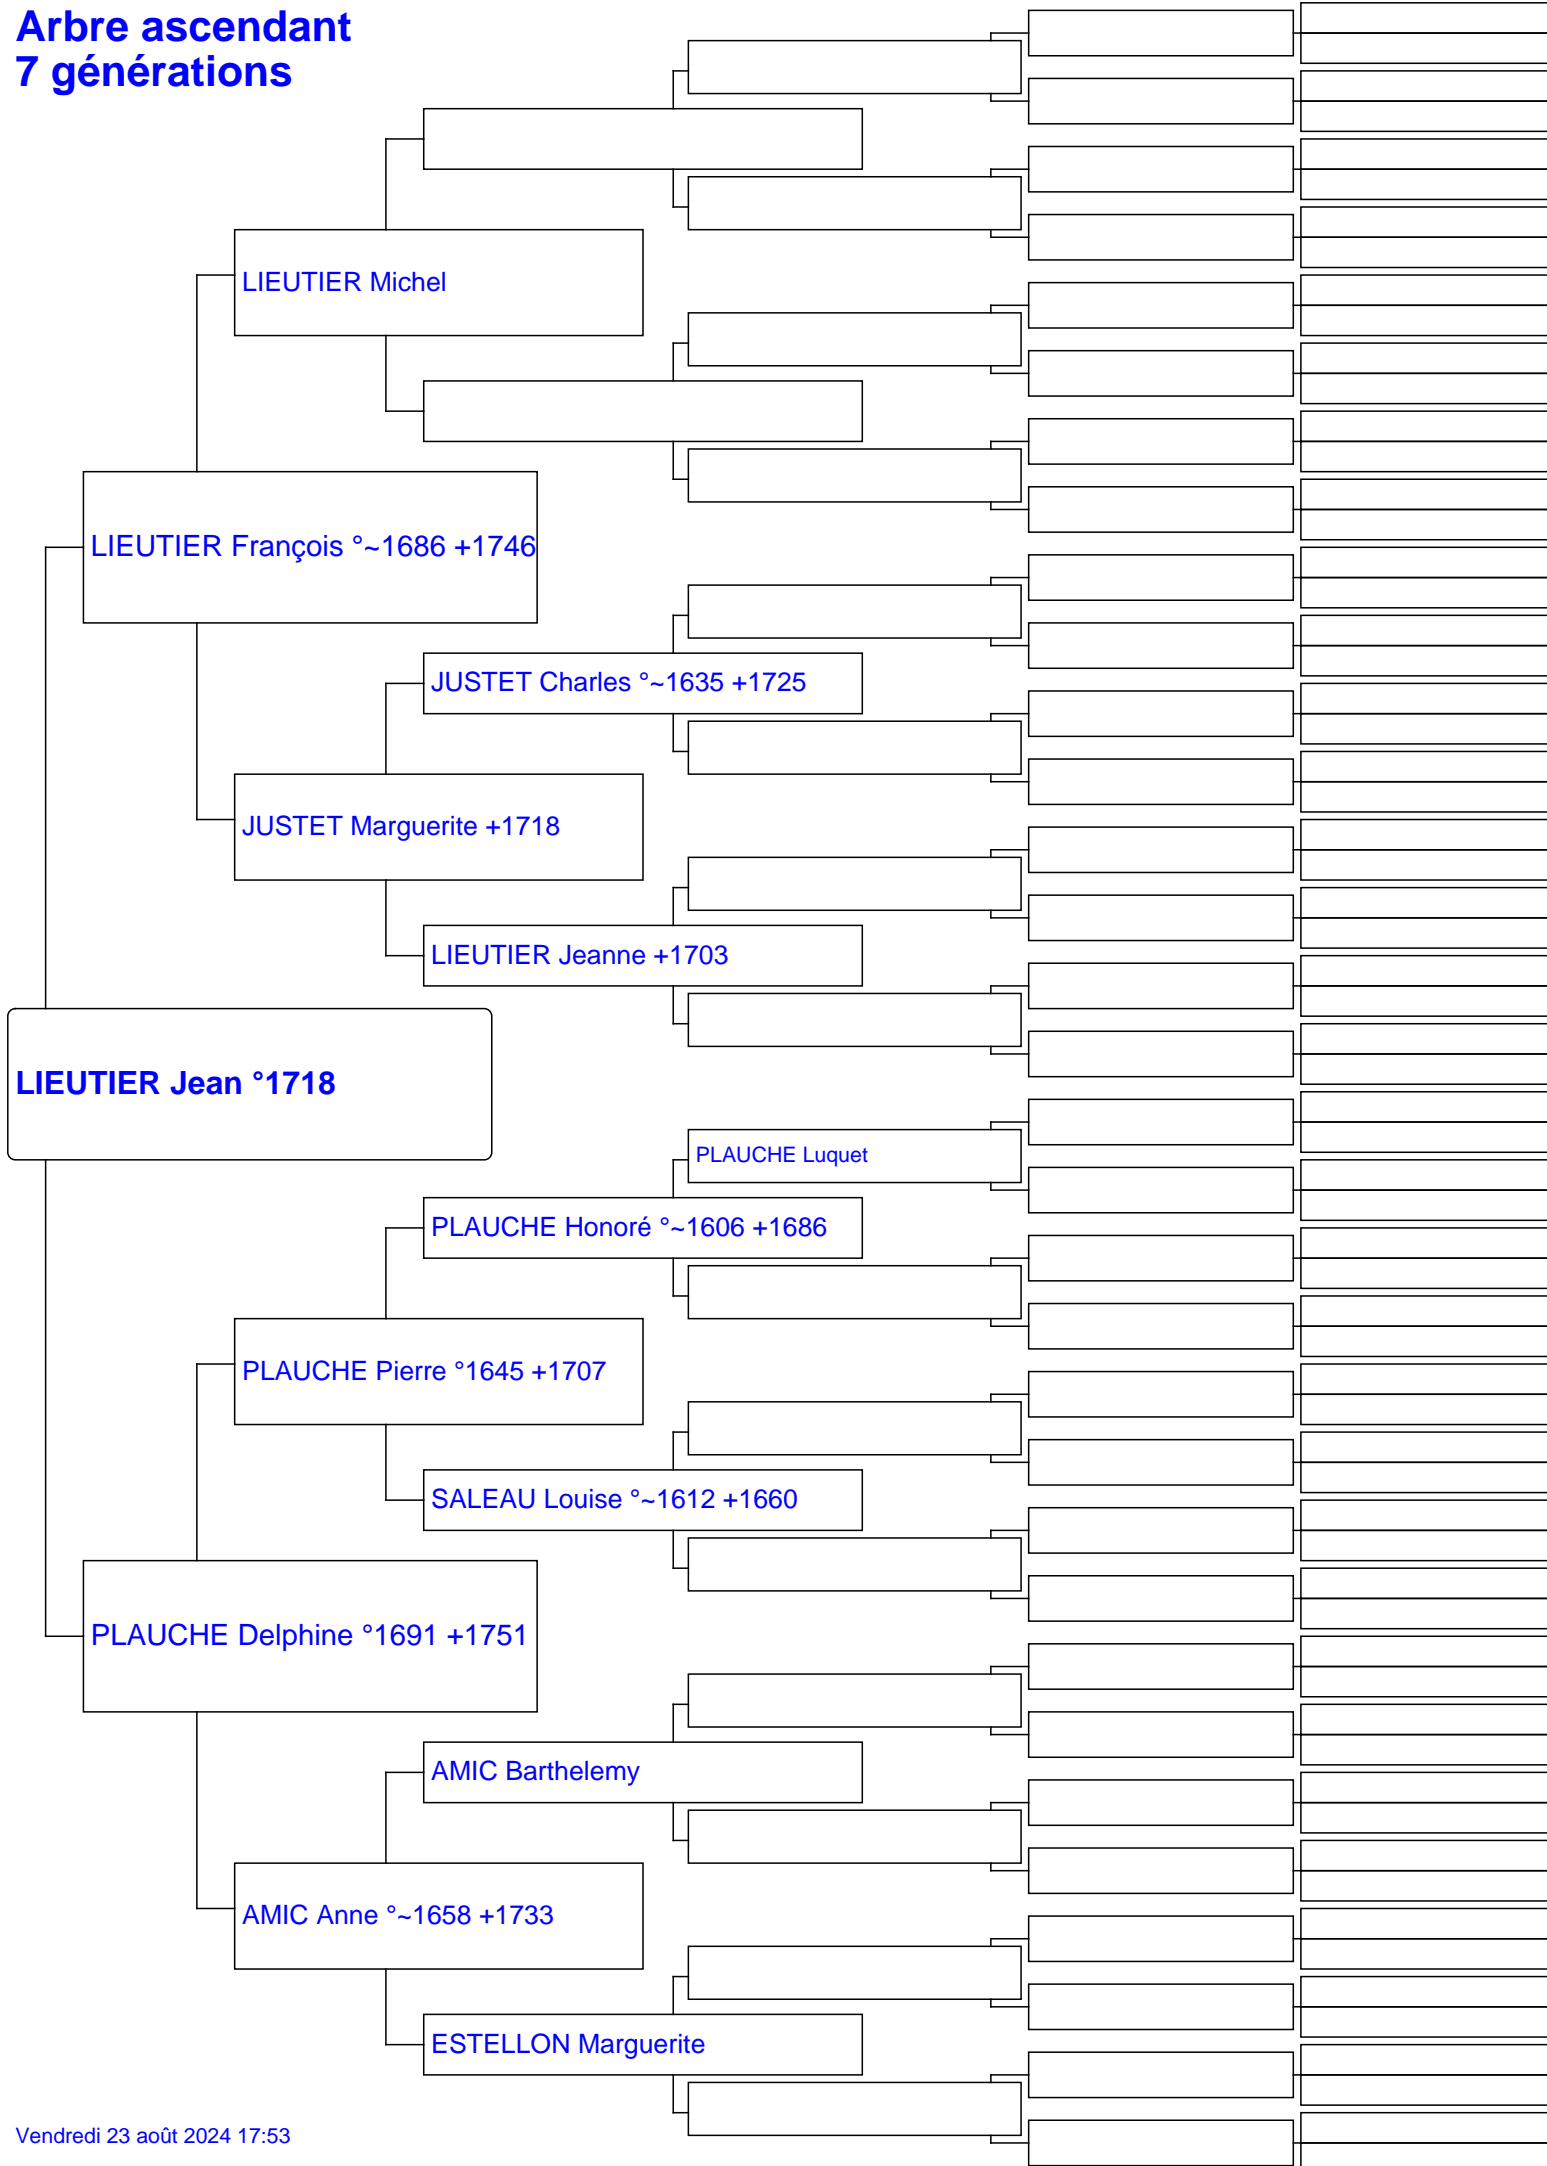 Arbre ascendant
7 générations
LIEUTIER Michel
LIEUTIER François °~1686 +1746
JUSTET Charles °~1635 +1725
JUSTET Marguerite +1718
LIEUTIER Jeanne +1703
LIEUTIER Jean °1718
PLAUCHE Luquet
PLAUCHE Honoré °~1606 +1686
PLAUCHE Pierre °1645 +1707
SALEAU Louise °~1612 +1660
PLAUCHE Delphine °1691 +1751
AMIC Barthelemy
AMIC Anne °~1658 +1733
ESTELLON Marguerite
Vendredi 23 août 2024 17:53